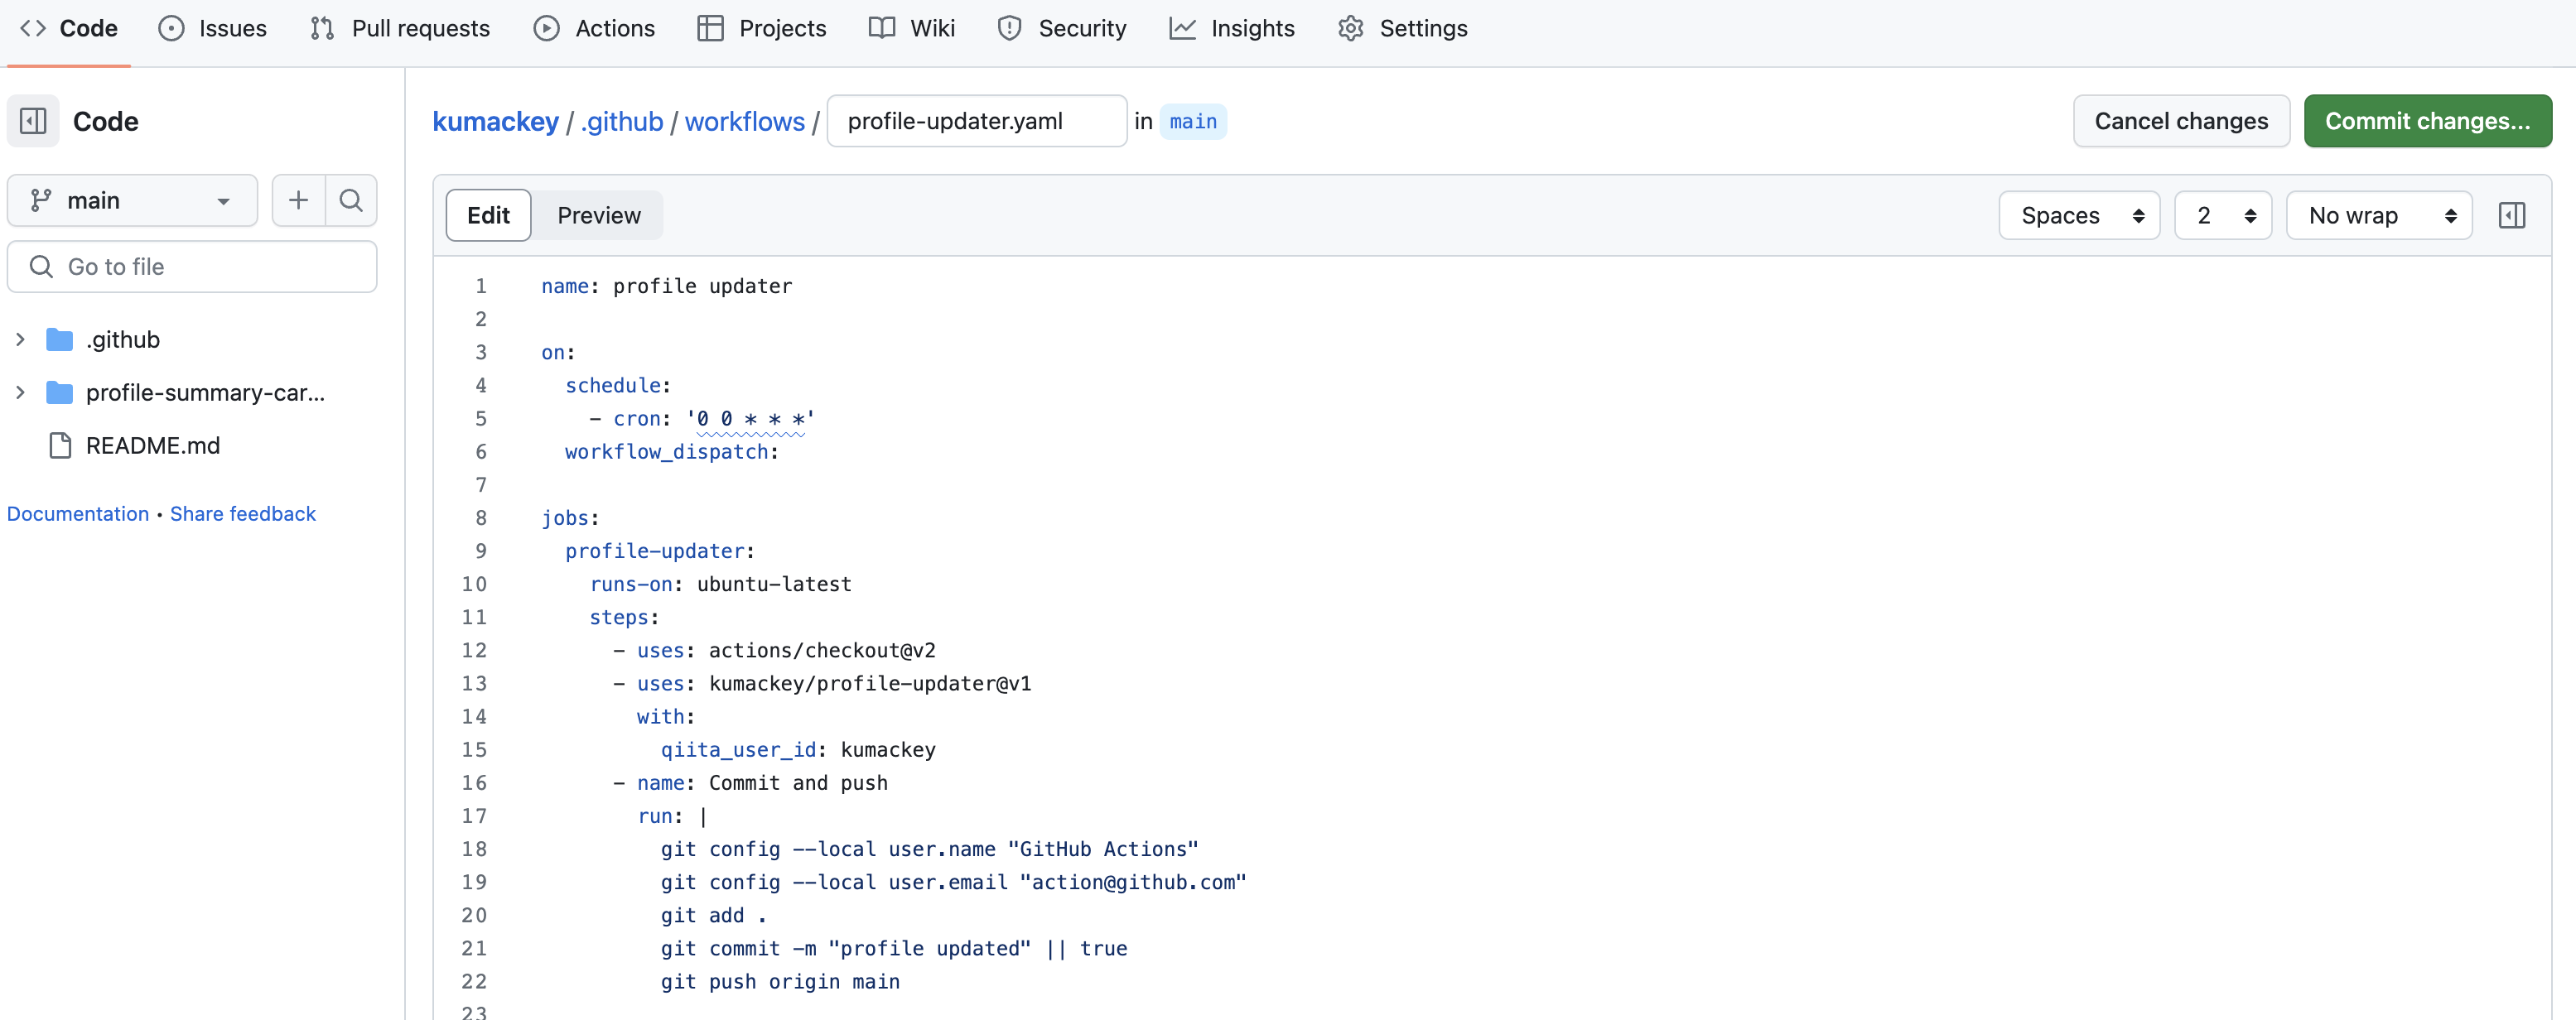 Code Issues Pull requests Actions Projects Wiki Security Insights Settings
Code
main
Go to file
.github
profile-summary-car...
README.md
Documentation • Share feedback
kumackey / .github / workflows / profile-updater.yaml in main
Cancel changes Commit changes...
Edit Preview Spaces 2 No wrap
1 name: profile updater
2
3 on:
4   schedule:
5     - cron: '0 0 * * *'
6   workflow_dispatch:
7
8 jobs:
9   profile-updater:
10     runs-on: ubuntu-latest
11     steps:
12       - uses: actions/checkout@v2
13       - uses: kumackey/profile-updater@v1
14         with:
15           qiita_user_id: kumackey
16       - name: Commit and push
17         run: |
18           git config --local user.name "GitHub Actions"
19           git config --local user.email "action@github.com"
20           git add .
21           git commit -m "profile updated" || true
22           git push origin main
23